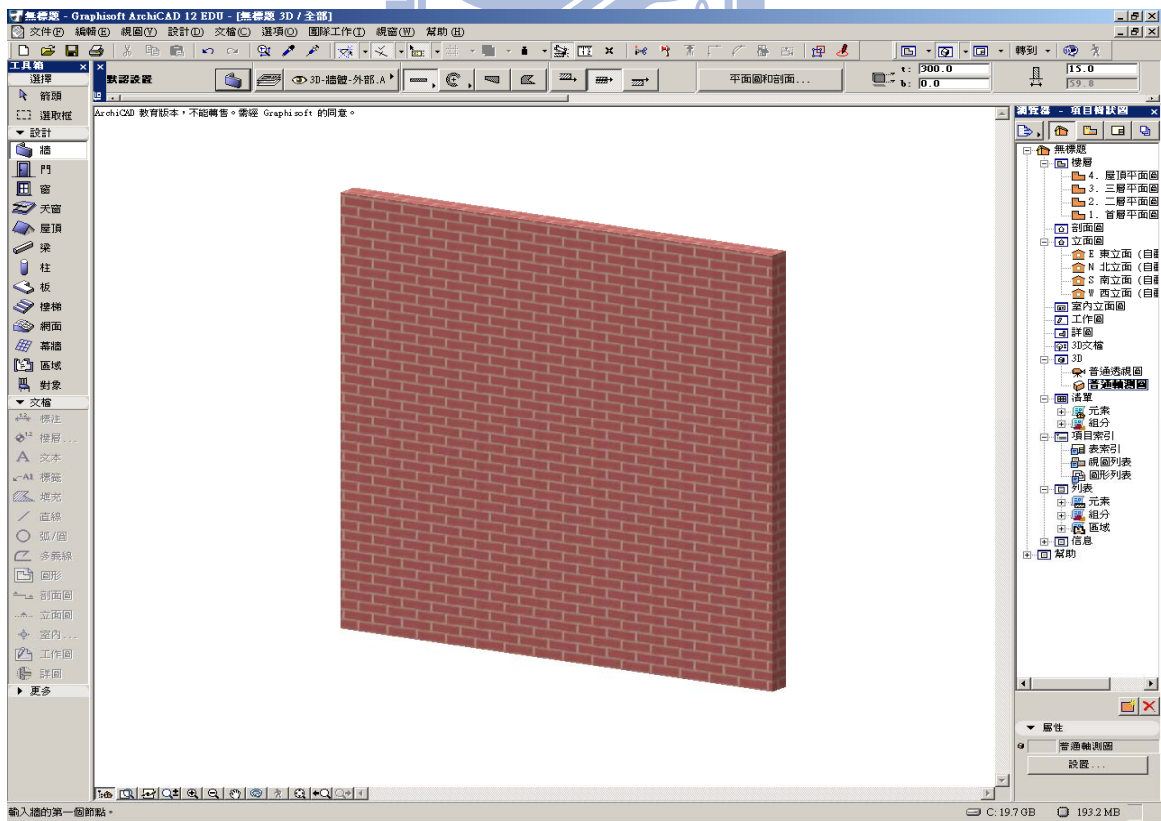 無標題 - Graphisoft ArchiCAD 12 EDU - [無標題 3D / 全部]
文件(F) 編輯(E) 視圖(V) 設計(D) 文檔(C) 選項(O) 團隊工作(T) 視窗(W) 幫助(H)
轉到
工具箱
選擇
箭頭
選取框
設計
牆
門
窗
天窗
屋頂
梁
柱
板
樓梯
網面
幕牆
區域
對象
文檔
標注
樓層...
文本
標籤
填充
直線
弧/圓
多義線
圖形
剖面圖
立面圖
室內...
工作圖
詳圖
更多
默認設置
3D-牆體-外部.A
平面圖和剖面...
t: 300.0
b: 0.0
15.0
59.8
ArchiCAD 教育版本，不能轉售。需經 Graphisoft 的同意。
瀏覽器 - 項目樹狀圖
無標題
樓層
4. 屋頂平面圖
3. 三層平面圖
2. 二層平面圖
1. 首層平面圖
剖面圖
立面圖
E 東立面 (自
N 北立面 (自
S 南立面 (自
W 西立面 (自
室內立面圖
工作圖
詳圖
3D文檔
3D
普通透視圖
普通軸測圖
清單
元素
組分
項目索引
表索引
視圖列表
圖形列表
列表
元素
組分
區域
信息
幫助
屬性
普通軸測圖
設置...
輸入牆的第一個節點。
C: 19.7 GB
193.2 MB